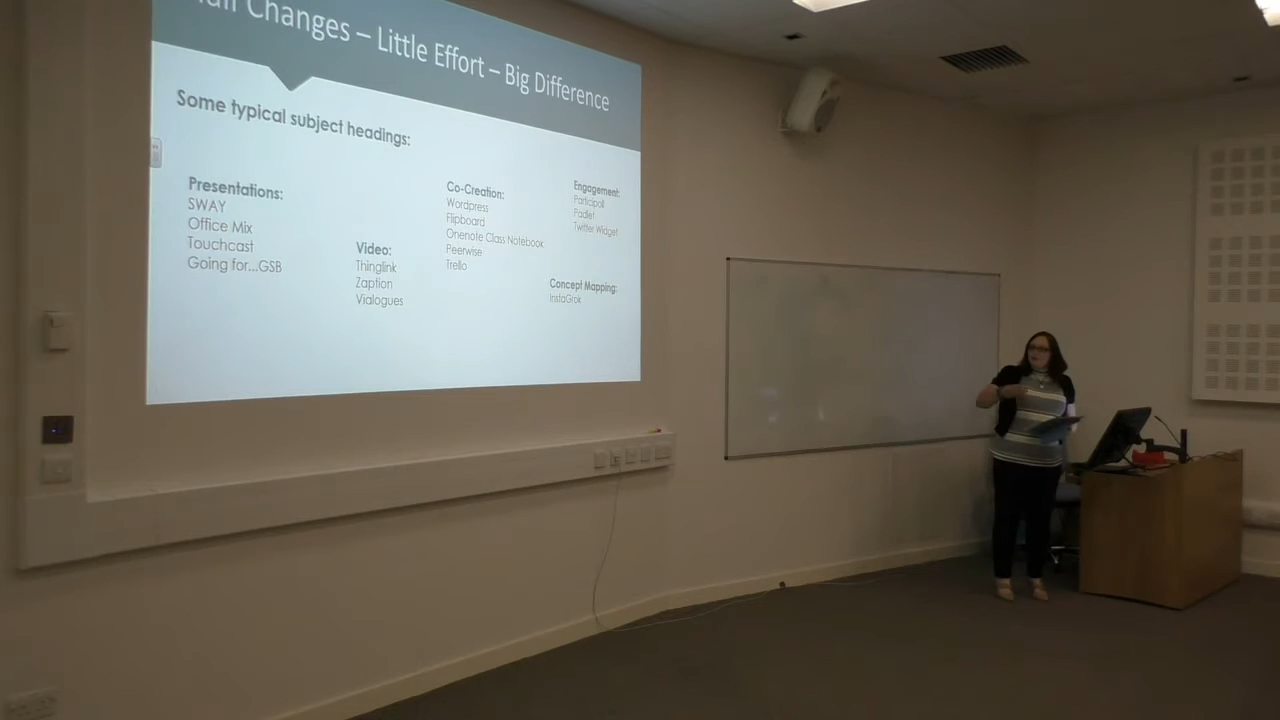 Changes – Little Effort – Big Difference
Some typical subject headings:
Presentations:
SWAY
Office Mix
Touchcast
Going for...GSB
Video:
Thinglink
Zaption
Vialogues
Co-Creation:
Wordpress
Flipboard
Onenote Class Notebook
Peerwise
Trello
Engagement:
Participoll
Padlet
Twitter Widget
Concept Mapping:
InstaGrok